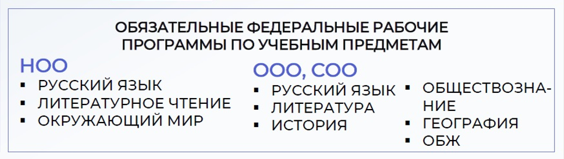 ОБЯЗАТЕЛЬНЫЕ ФЕДЕРАЛЬНЫЕ РАБОЧИЕ
ПРОГРАММЫ ПО УЧЕБНЫМ ПРЕДМЕТАМ
НОО
▪ РУССКИЙ ЯЗЫК
▪ ЛИТЕРАТУРНОЕ ЧТЕНИЕ
▪ ОКРУЖАЮЩИЙ МИР
ООО, СОО
▪ РУССКИЙ ЯЗЫК
▪ ЛИТЕРАТУРА
▪ ИСТОРИЯ
▪ ОБЩЕСТВОЗНА-
НИЕ
▪ ГЕОГРАФИЯ
▪ ОБЖ